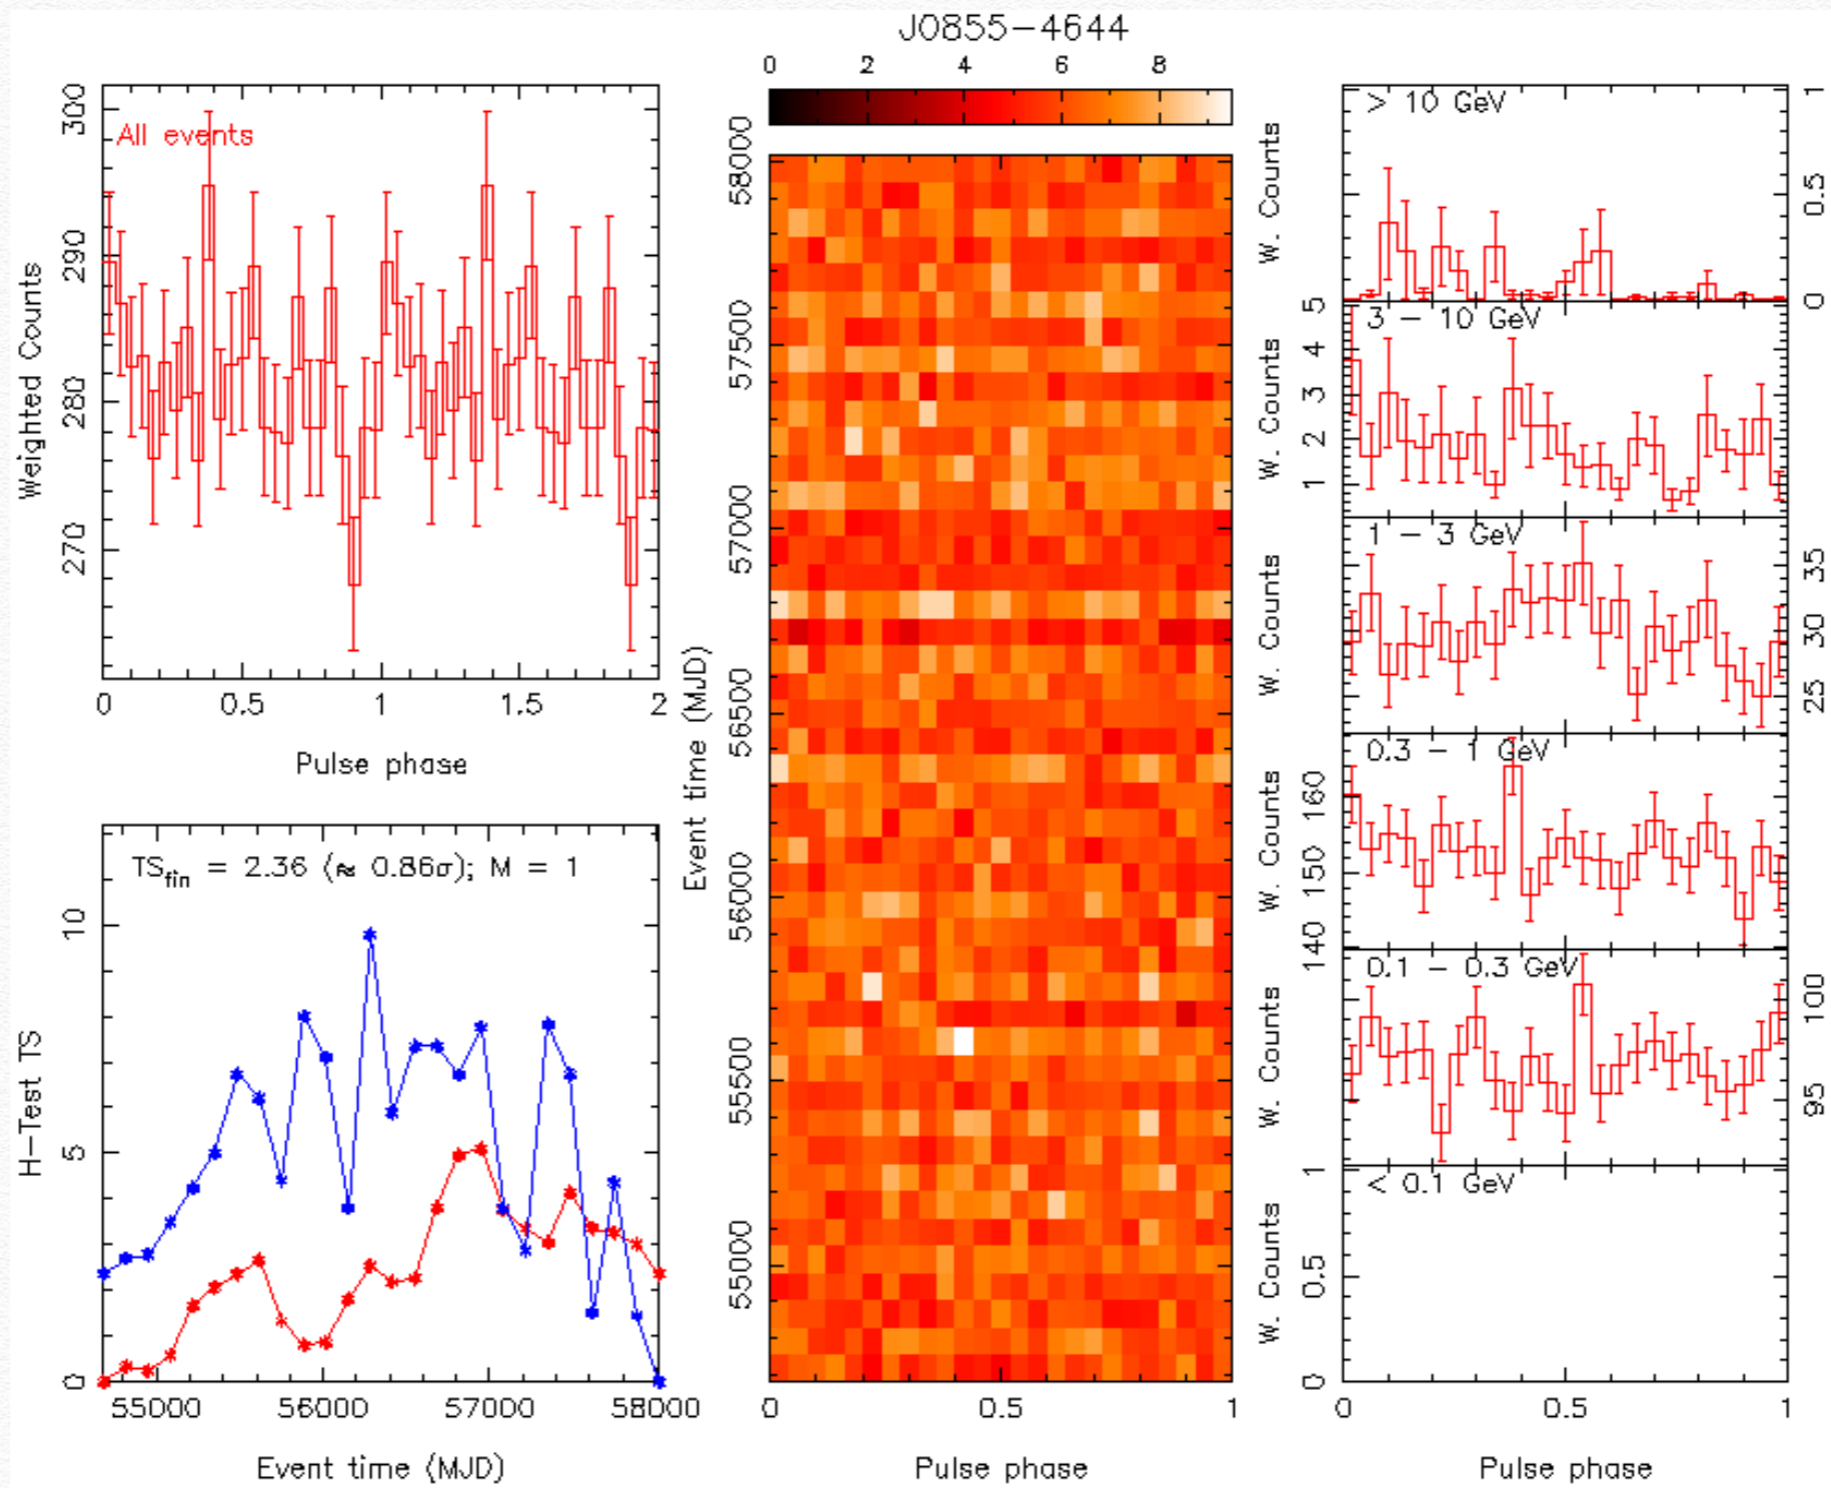 J0855−4644
0 2 4 6 8
All events
300
290
280
270
Weighted Counts
0 0.5 1 1.5 2
Pulse phase
TSfin = 2.36 (≈ 0.86σ); M = 1
10
5
0
H−Test TS
55000 56000 57000 58000
Event time (MJD)
58000
57500
57000
56500
56000
55500
55000
Event time (MJD)
0 0.5 1
Pulse phase
> 10 GeV
W. Counts
1
0.5
0
3 − 10 GeV
W. Counts
5
4
3
2
1
1 − 3 GeV
W. Counts
35
30
25
0.3 − 1 GeV
W. Counts
160
150
140
0.1 − 0.3 GeV
W. Counts
100
95
< 0.1 GeV
W. Counts
1
0.5
0
0 0.5 1
Pulse phase